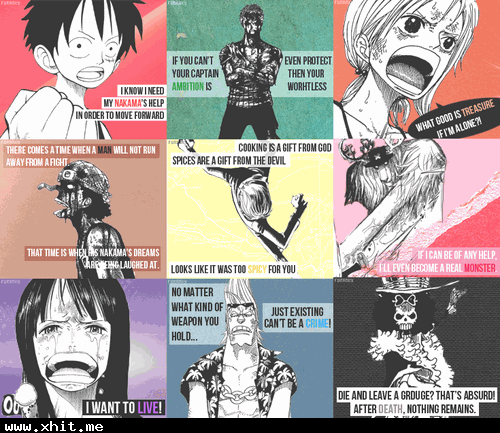 I KNOW I NEED
MY NAKAMA'S HELP
IN ORDER TO MOVE FORWARD
IF YOU CAN'T
YOUR CAPTAIN
AMBITION IS
EVEN PROTECT
THEN YOUR
WORHTLESS
WHAT GOOD IS TREASURE
IF I'M ALONE?!
THERE COMES A TIME WHEN A MAN WILL NOT RUN
AWAY FROM A FIGHT.
THAT TIME IS WHEN HIS NAKAMA'S DREAMS
ARE BEING LAUGHED AT.
COOKING IS A GIFT FROM GOD
SPICES ARE A GIFT FROM THE DEVIL
LOOKS LIKE IT WAS TOO SPICY FOR YOU
IF I CAN BE OF ANY HELP,
I'LL EVEN BECOME A REAL MONSTER
I WANT TO LIVE!
NO MATTER
WHAT KIND OF
WEAPON YOU
HOLD...
JUST EXISTING
CAN'T BE A CRIME!
DIE AND LEAVE A GRDUGE? THAT'S ABSURD!
AFTER DEATH, NOTHING REMAINS.
www.xhit.me